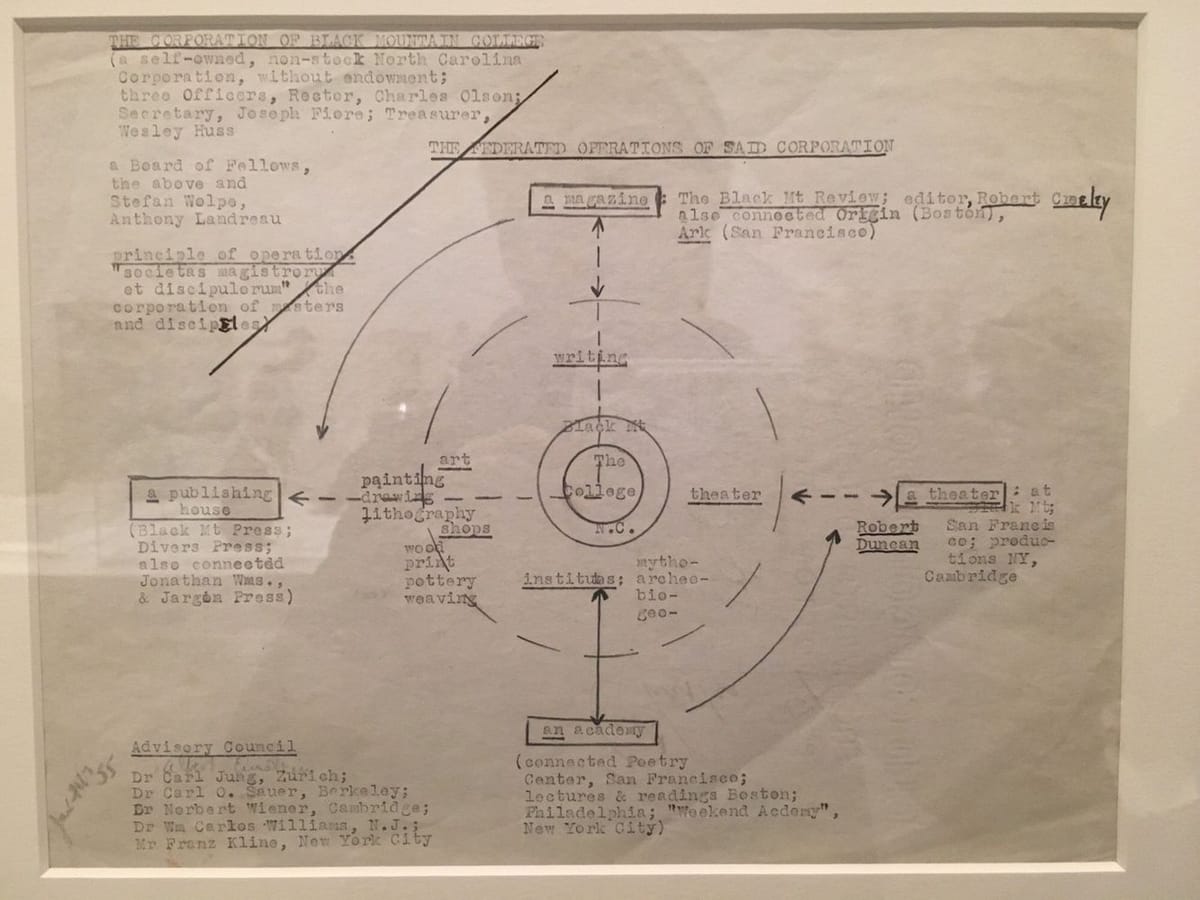 THE CORPORATION OF BLACK MOUNTAIN COLLEGE
(a self-owned, non-stock North Carolina
Corporation, without endowment;
three Officers, Rector, Charles Olson;
Secretary, Joseph Fiore; Treasurer,
Wesley Huss
a Board of Fellows,
the above and
Stefan Wolpe,
Anthony Landreau
principle of operation:
"societas magistrorum
et discipulorum" (the
corporation of masters
and disciples)
THE FEDERATED OPERATIONS OF SAID CORPORATION
a magazine : The Black Mt Review; editor, Robert Creeley
also connected Origin (Boston),
Ark (San Francisco)
writing
Black Mt
The
College
N.C.
art
painting
drawing
lithography
shops
wood
print
pottery
weaving
theater
institutes; mytho-
archeo-
bio-
geo-
a publishing
house
(Black Mt Press;
Divers Press;
also connectdd
Jonathan Wms.,
& Jargon Press)
a theater : at
Black Mt;
San Francis
co; produc-
tions NY,
Cambridge
Robert
Duncan
an academy
(connected Poetry
Center, San Francisco;
lectures & readings Boston;
Philadelphia; "Weekend Acdemy",
New York City)
Advisory Council
Dr Carl Jung, Zurich;
Dr Carl O. Sauer, Berkeley;
Dr Norbert Wiener, Cambridge;
Dr Wm Carlos Williams, N.J.;
Mr Franz Kline, New York City
55